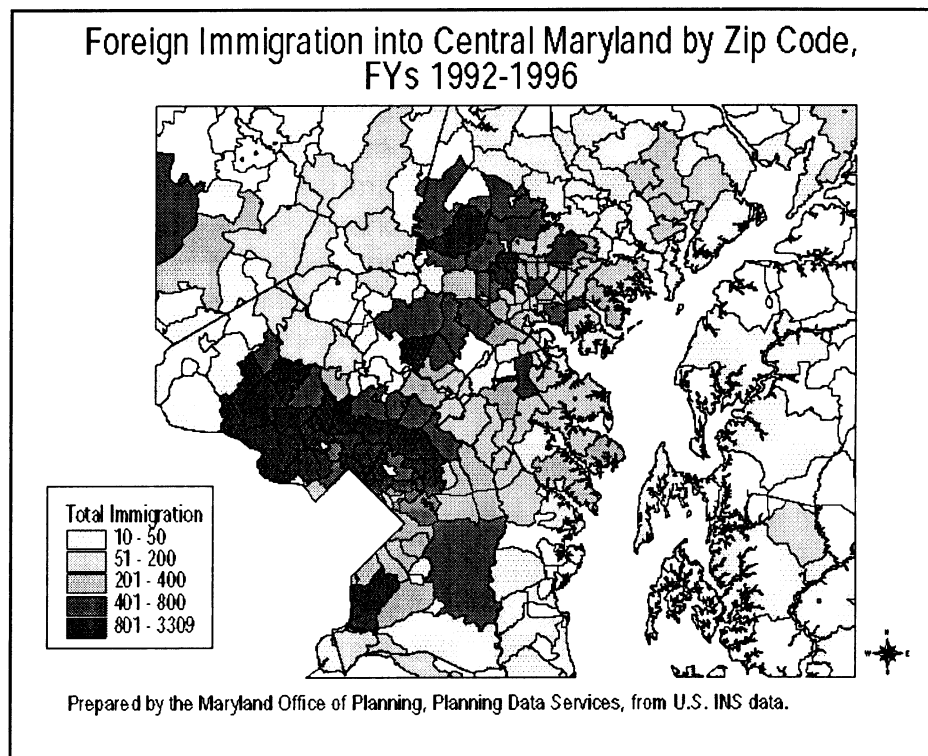 Foreign Immigration into Central Maryland by Zip Code,
FYs 1992-1996
Total Immigration
10 - 50
51 - 200
201 - 400
401 - 800
801 - 3309
N
W E
S
Prepared by the Maryland Office of Planning, Planning Data Services, from U.S. INS data.